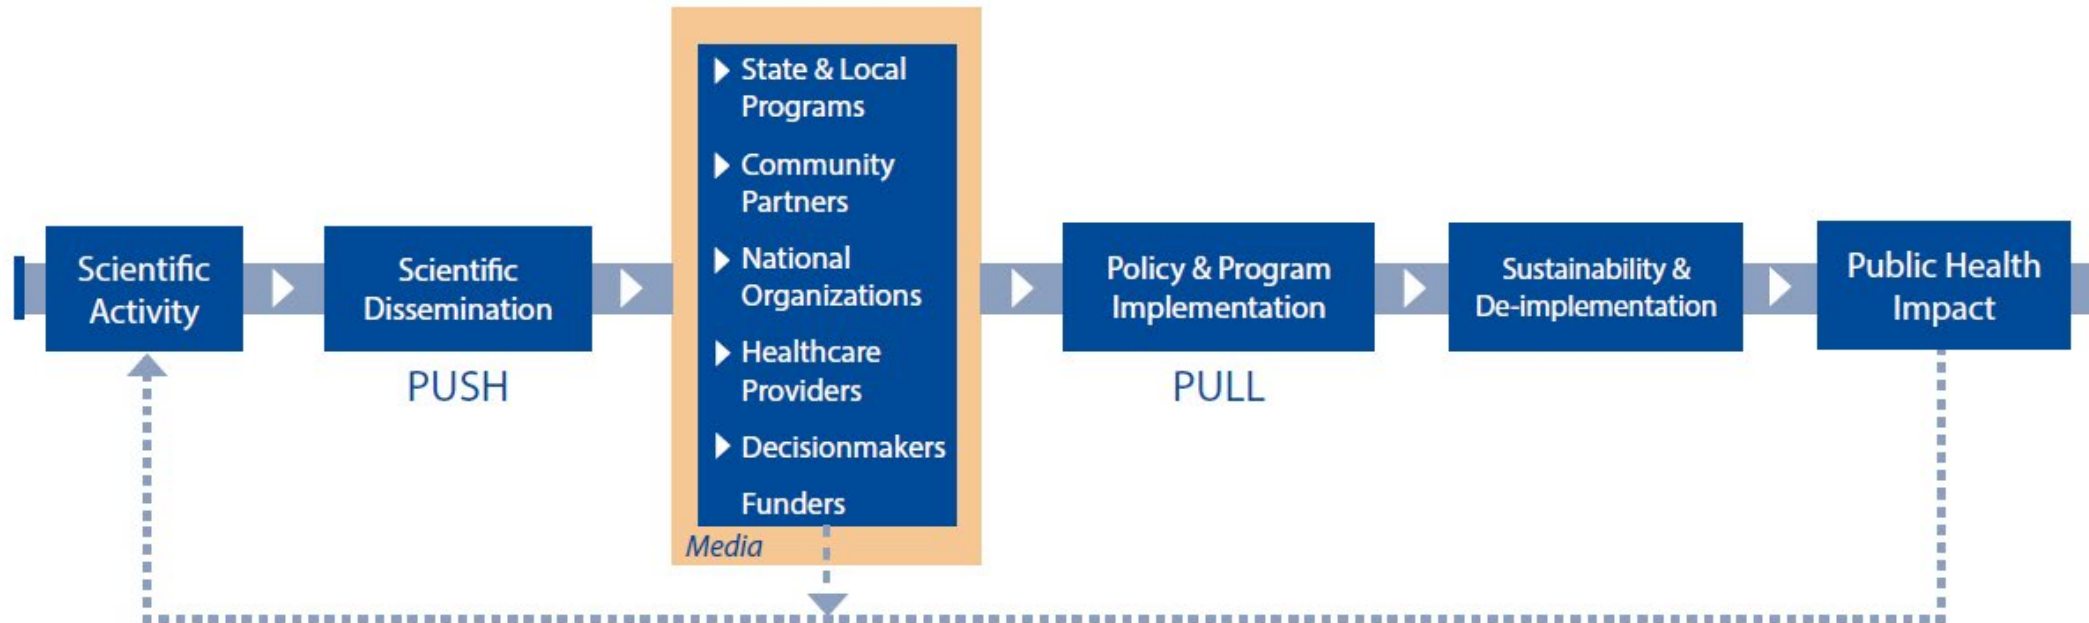 Scientific
Activity
Scientific
Dissemination
PUSH
State & Local
Programs
Community
Partners
National
Organizations
Healthcare
Providers
Decisionmakers
Funders
Media
Policy & Program
Implementation
PULL
Sustainability &
De-implementation
Public Health
Impact